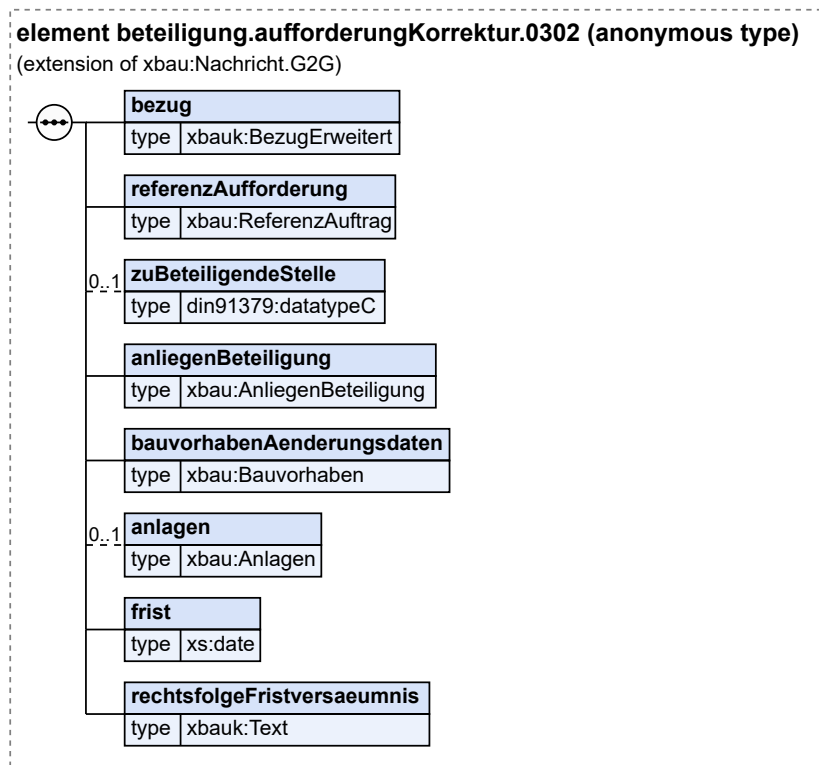 element beteiligung.aufforderungKorrektur.0302 (anonymous type)
(extension of xbau:Nachricht.G2G)
bezug
type xbauk:BezugErweitert
referenzAufforderung
type xbau:ReferenzAuftrag
0..1 zuBeteiligendeStelle
type din91379:datatypeC
anliegenBeteiligung
type xbau:AnliegenBeteiligung
bauvorhabenAenderungsdaten
type xbau:Bauvorhaben
0..1 anlagen
type xbau:Anlagen
frist
type xs:date
rechtsfolgeFristversaeumnis
type xbauk:Text